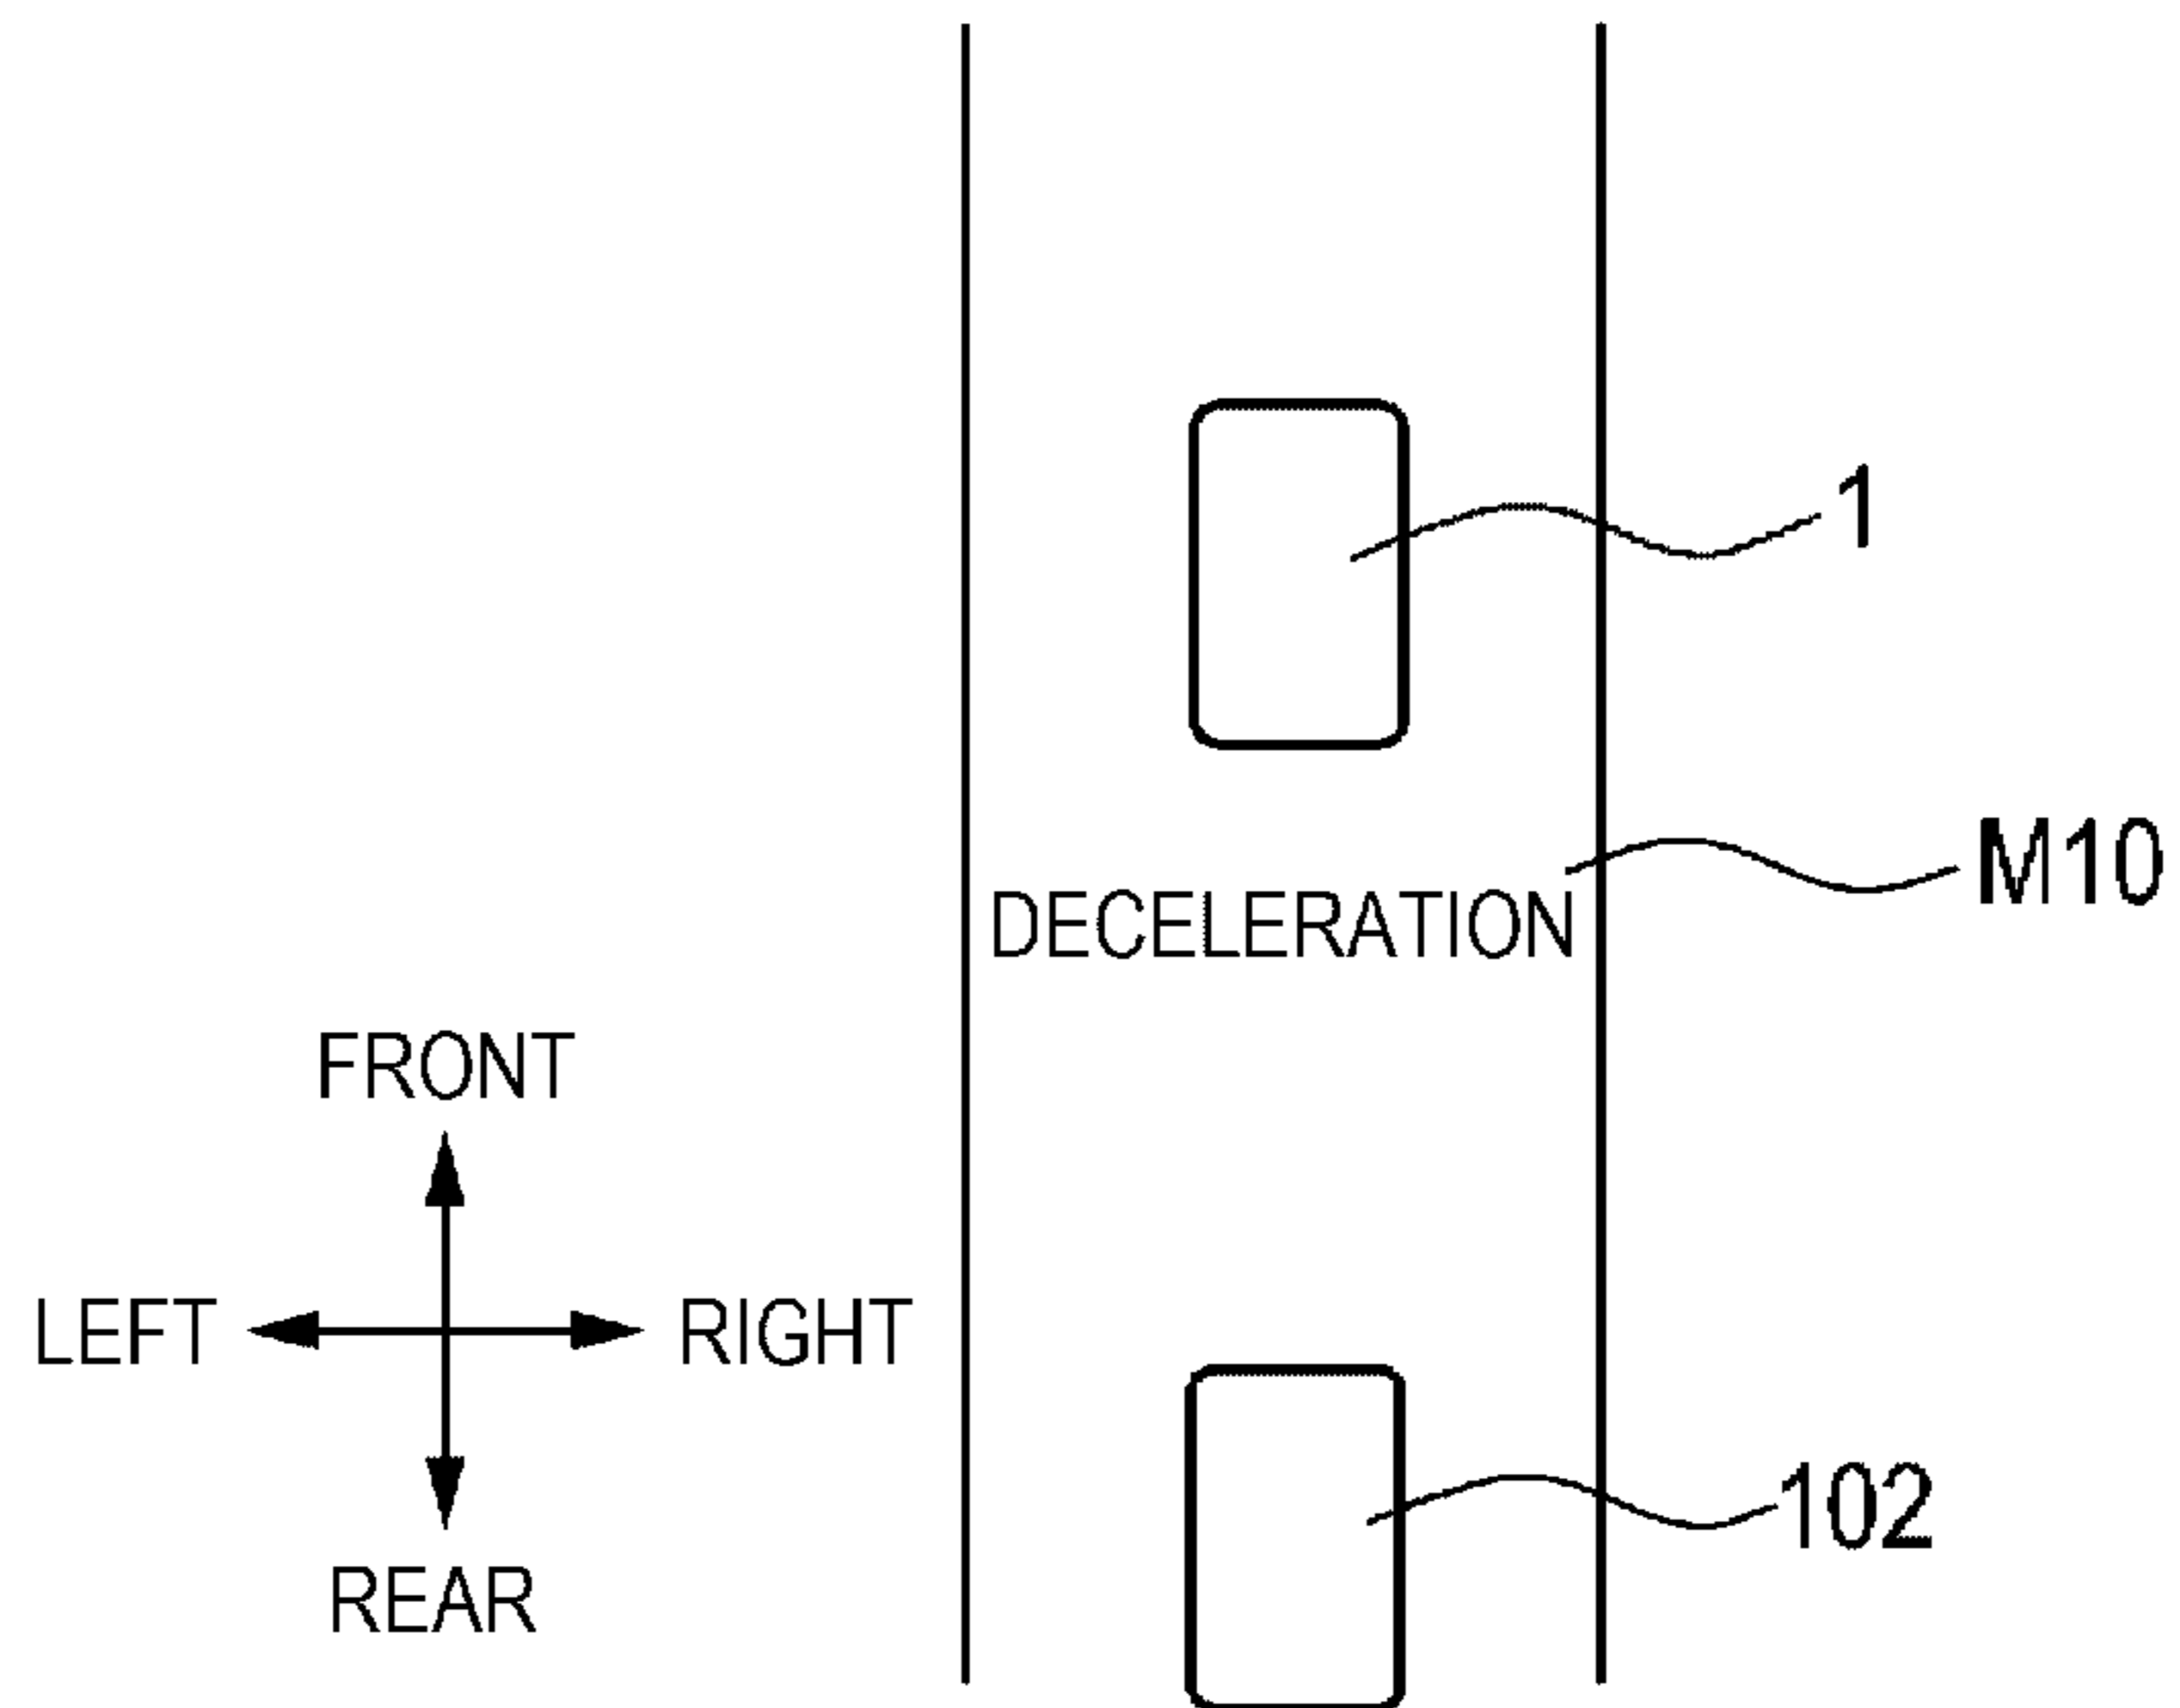 1
M10
DECELERATION
FRONT
LEFT
RIGHT
102
REAR